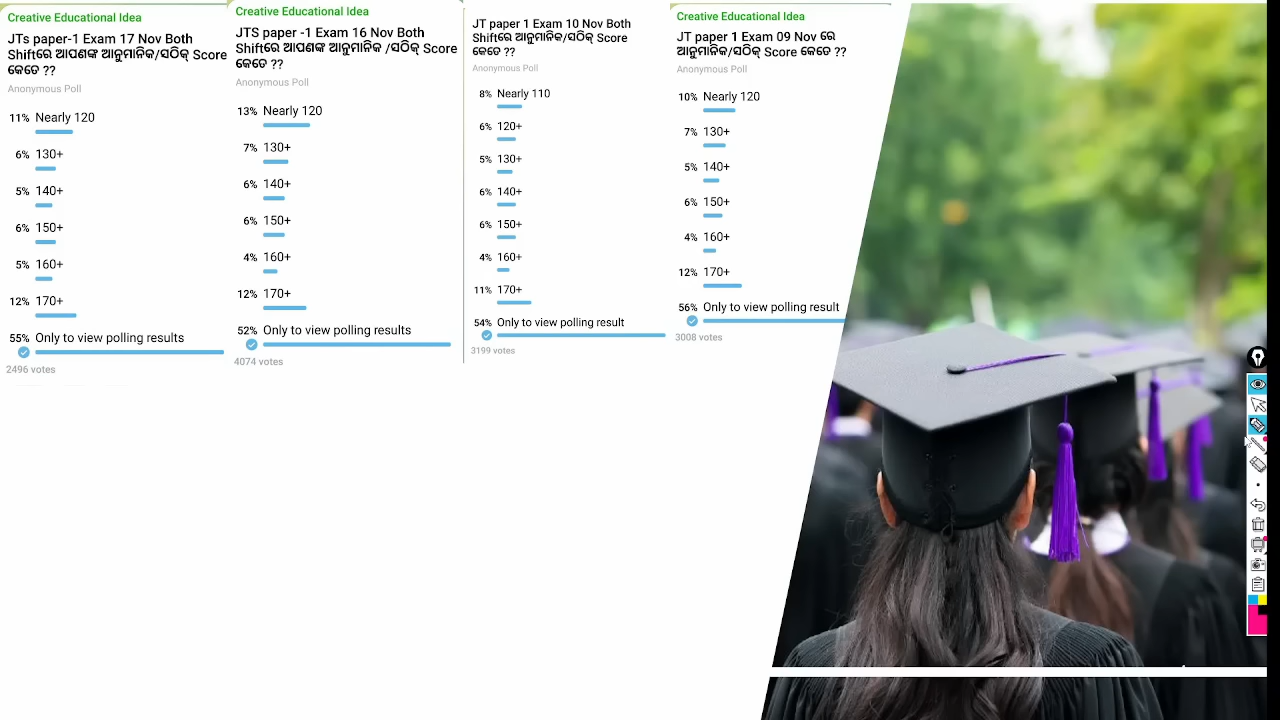 Creative Educational Idea
JTs paper-1 Exam 17 Nov Both
Shiftରେ ଆପଣଙ୍କ ଆନୁମାନିକ/ସଠିକ୍ Score
କେତେ ??
Anonymous Poll
11% Nearly 120
6% 130+
5% 140+
6% 150+
5% 160+
12% 170+
55% Only to view polling results
2496 votes
Creative Educational Idea
JTS paper -1 Exam 16 Nov Both
Shiftରେ ଆପଣଙ୍କ ଆନୁମାନିକ /ସଠିକ୍ Score
କେତେ ??
Anonymous Poll
13% Nearly 120
7% 130+
6% 140+
6% 150+
4% 160+
12% 170+
52% Only to view polling results
4074 votes
JT paper 1 Exam 10 Nov Both
Shiftରେ ଆନୁମାନିକ/ସଠିକ୍ Score
କେତେ ??
Anonymous Poll
8% Nearly 110
6% 120+
5% 130+
6% 140+
6% 150+
4% 160+
11% 170+
54% Only to view polling result
3199 votes
Creative Educational Idea
JT paper 1 Exam 09 Nov ରେ
ଆନୁମାନିକ/ସଠିକ୍ Score କେତେ ??
Anonymous Poll
10% Nearly 120
7% 130+
5% 140+
6% 150+
4% 160+
12% 170+
56% Only to view polling result
3008 votes